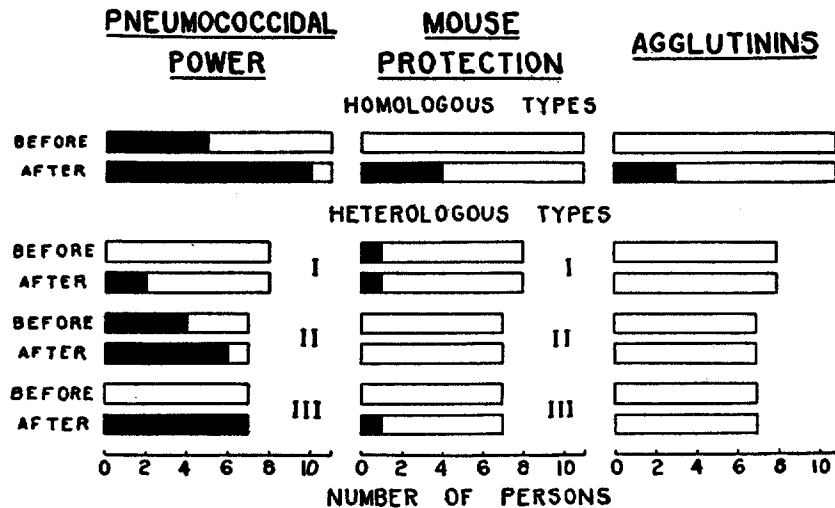 PNEUMOCOCCIDAL POWER
MOUSE PROTECTION
AGGLUTININS
HOMOLOGOUS TYPES
BEFORE
AFTER
HETEROLOGOUS TYPES
BEFORE
AFTER
I
I
BEFORE
AFTER
II
II
BEFORE
AFTER
III
III
0 2 4 6 8 10
0 2 4 6 8 10
0 2 4 6 8 10
NUMBER OF PERSONS